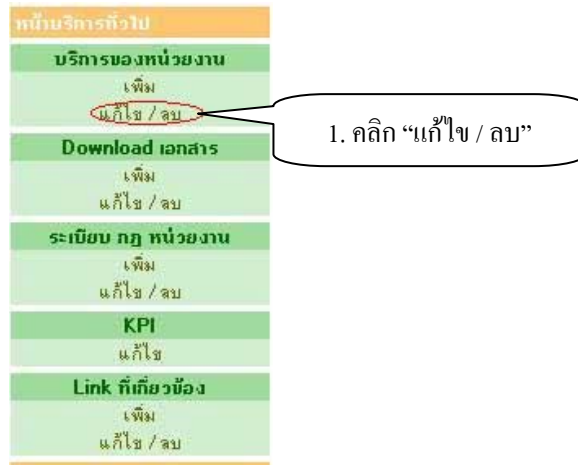 หน้าบริการทั่วไป
บริการของหน่วยงาน
เพิ่ม
แก้ไข / ลบ
1. คลิก “แก้ไข / ลบ”
Download เอกสาร
เพิ่ม
แก้ไข / ลบ
ระเบียบ กฎ หน่วยงาน
เพิ่ม
แก้ไข / ลบ
KPI
แก้ไข
Link ที่เกี่ยวข้อง
เพิ่ม
แก้ไข / ลบ